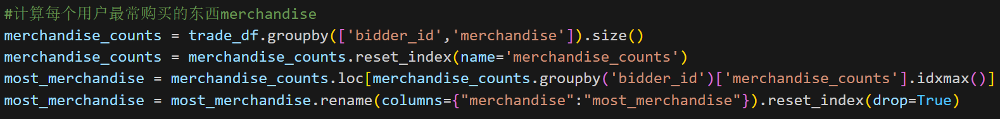 #计算每个用户最常购买的东西merchandise
merchandise_counts = trade_df.groupby(['bidder_id','merchandise']).size()
merchandise_counts = merchandise_counts.reset_index(name='merchandise_counts')
most_merchandise = merchandise_counts.loc[merchandise_counts.groupby('bidder_id')['merchandise_counts'].idxmax()]
most_merchandise = most_merchandise.rename(columns={"merchandise":"most_merchandise"}).reset_index(drop=True)